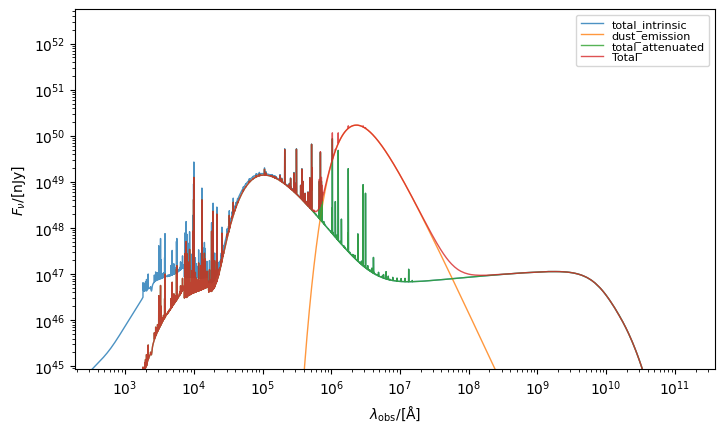 total_intrinsic
dust_emission
total_attenuated
Total
10^52
10^51
10^50
10^49
10^48
10^47
10^46
10^45
F_ν/[nJy]
10^3 10^4 10^5 10^6 10^7 10^8 10^9 10^10 10^11
λ_obs/[Å]